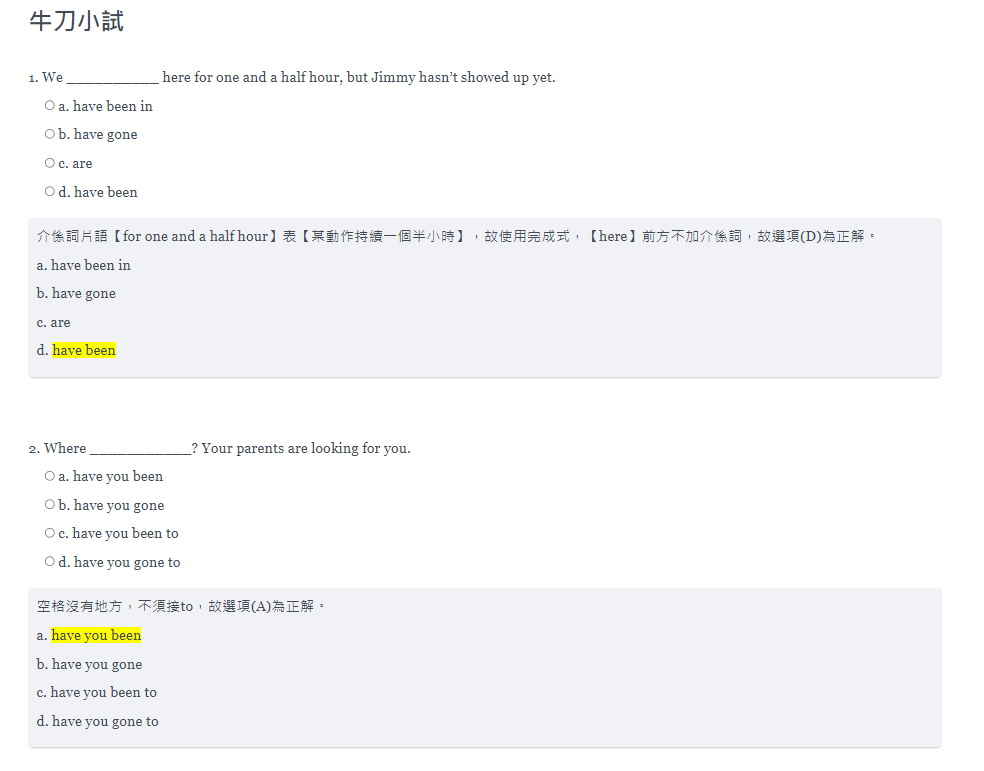 牛刀小試
1. We ___________ here for one and a half hour, but Jimmy hasn't showed up yet.
a. have been in
b. have gone
c. are
d. have been
介係詞片語【for one and a half hour】表【某動作持續一個半小時】，故使用完成式，【here】前方不加介係詞，故選項(D)為正解。
a. have been in
b. have gone
c. are
d. have been
2. Where ____________? Your parents are looking for you.
a. have you been
b. have you gone
c. have you been to
d. have you gone to
空格沒有地方，不須接to，故選項(A)為正解。
a. have you been
b. have you gone
c. have you been to
d. have you gone to